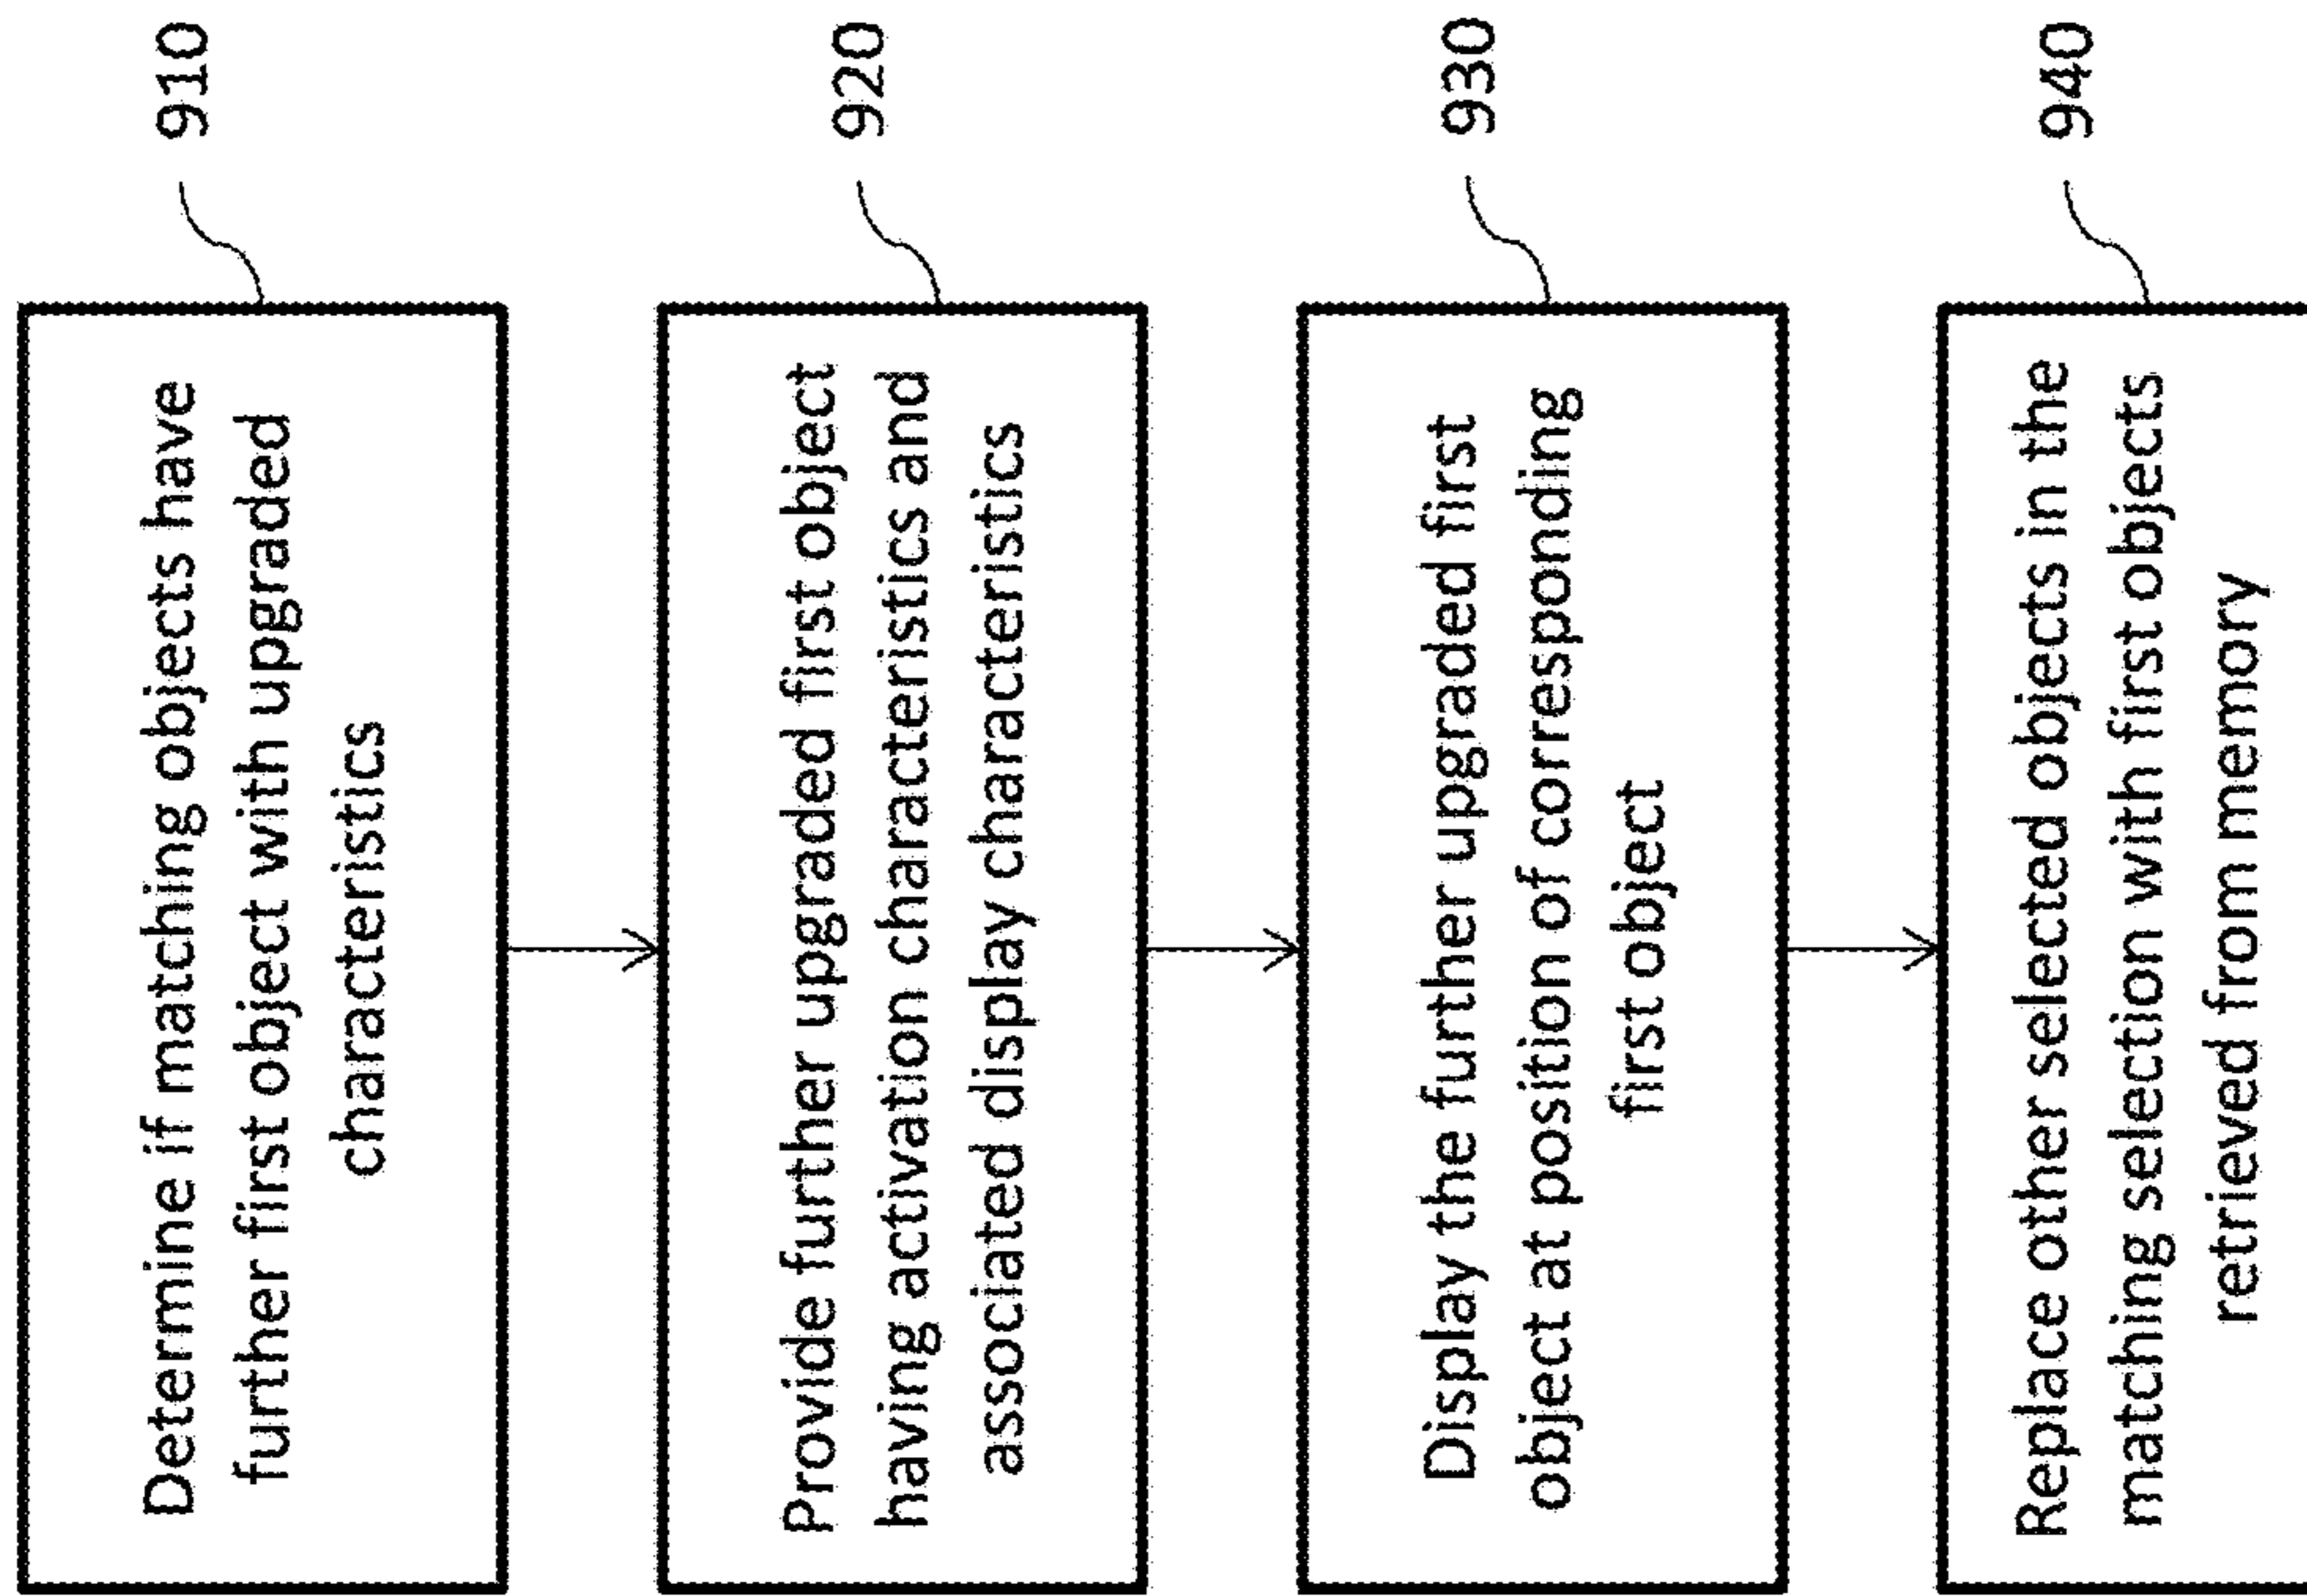 Determine if matching objects have
further first object with upgraded
characteristics
910
Provide further upgraded first object
having activation characteristics and
associated display characteristics
920
Display the further upgraded first
object at position of corresponding
first object
930
Replace other selected objects in the
matching selection with first objects
retrieved from memory
940